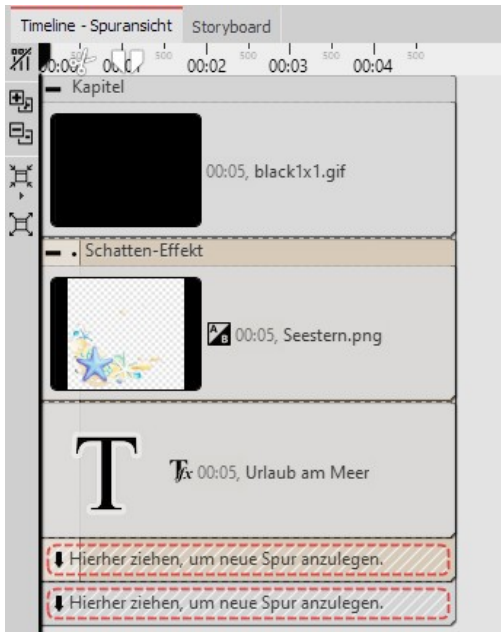 Timeline - Spuransicht Storyboard
500 500 500 500
00:00 00:01 00:02 00:03 00:04
Kapitel
00:05, black1x1.gif
Schatten-Effekt
A B 00:05, Seestern.png
T Tfx 00:05, Urlaub am Meer
Hierher ziehen, um neue Spur anzulegen.
Hierher ziehen, um neue Spur anzulegen.